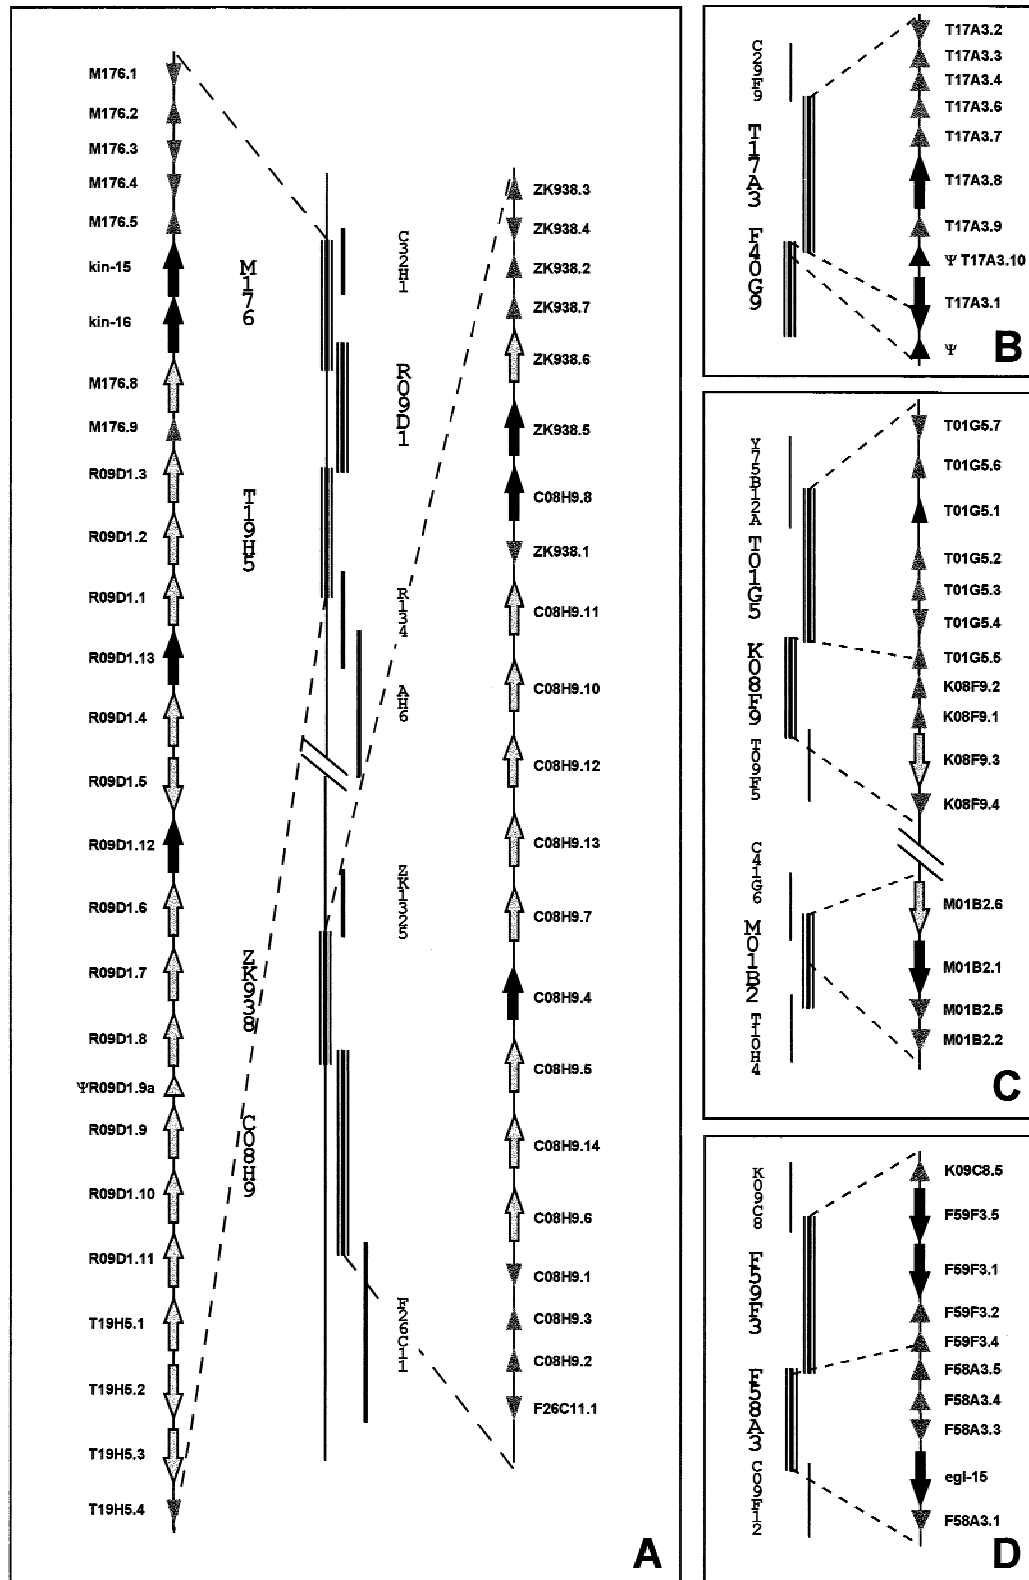 M176.1
M176.2
M176.3
M176.4
M176.5
kin-15
kin-16
M176.8
M176.9
R09D1.3
R09D1.2
R09D1.1
R09D1.13
R09D1.4
R09D1.5
R09D1.12
R09D1.6
R09D1.7
R09D1.8
ΨR09D1.9a
R09D1.9
R09D1.10
R09D1.11
T19H5.1
T19H5.2
T19H5.3
T19H5.4
M176
T19H5
ZK938
C08H9
C32H1
R09D1
R134
AH6
ZK1325
F26C11
ZK938.3
ZK938.4
ZK938.2
ZK938.7
ZK938.6
ZK938.5
C08H9.8
ZK938.1
C08H9.11
C08H9.10
C08H9.12
C08H9.13
C08H9.7
C08H9.4
C08H9.5
C08H9.14
C08H9.6
C08H9.1
C08H9.3
C08H9.2
F26C11.1
A
C29F9
T17A3
F40G9
T17A3.2
T17A3.3
T17A3.4
T17A3.6
T17A3.7
T17A3.8
T17A3.9
Ψ T17A3.10
T17A3.1
Ψ
B
Y75B12A
T01G5
K08F9
T09F5
C41G6
M01B2
T10H4
T01G5.7
T01G5.6
T01G5.1
T01G5.2
T01G5.3
T01G5.4
T01G5.5
K08F9.2
K08F9.1
K08F9.3
K08F9.4
M01B2.6
M01B2.1
M01B2.5
M01B2.2
C
K09C8
F59F3
F58A3
C09F12
K09C8.5
F59F3.5
F59F3.1
F59F3.2
F59F3.4
F58A3.5
F58A3.4
F58A3.3
egl-15
F58A3.1
D